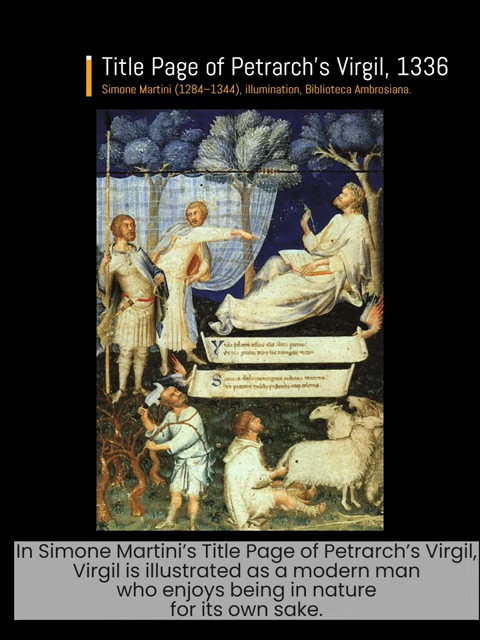 Title Page of Petrarch's Virgil, 1336
Simone Martini (1284–1344), illumination, Biblioteca Ambrosiana.
In Simone Martini's Title Page of Petrarch's Virgil,
Virgil is illustrated as a modern man
who enjoys being in nature
for its own sake.